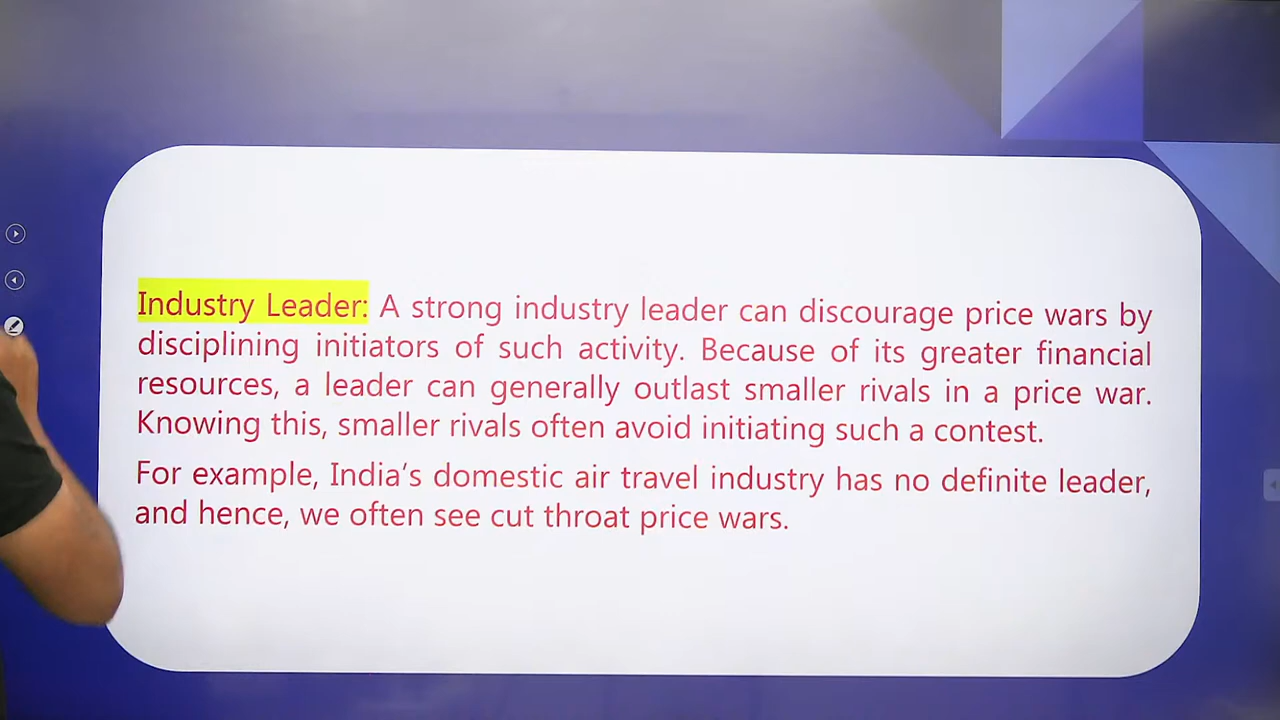 Industry Leader: A strong industry leader can discourage price wars by
disciplining initiators of such activity. Because of its greater financial
resources, a leader can generally outlast smaller rivals in a price war.
Knowing this, smaller rivals often avoid initiating such a contest.
For example, India's domestic air travel industry has no definite leader,
and hence, we often see cut throat price wars.